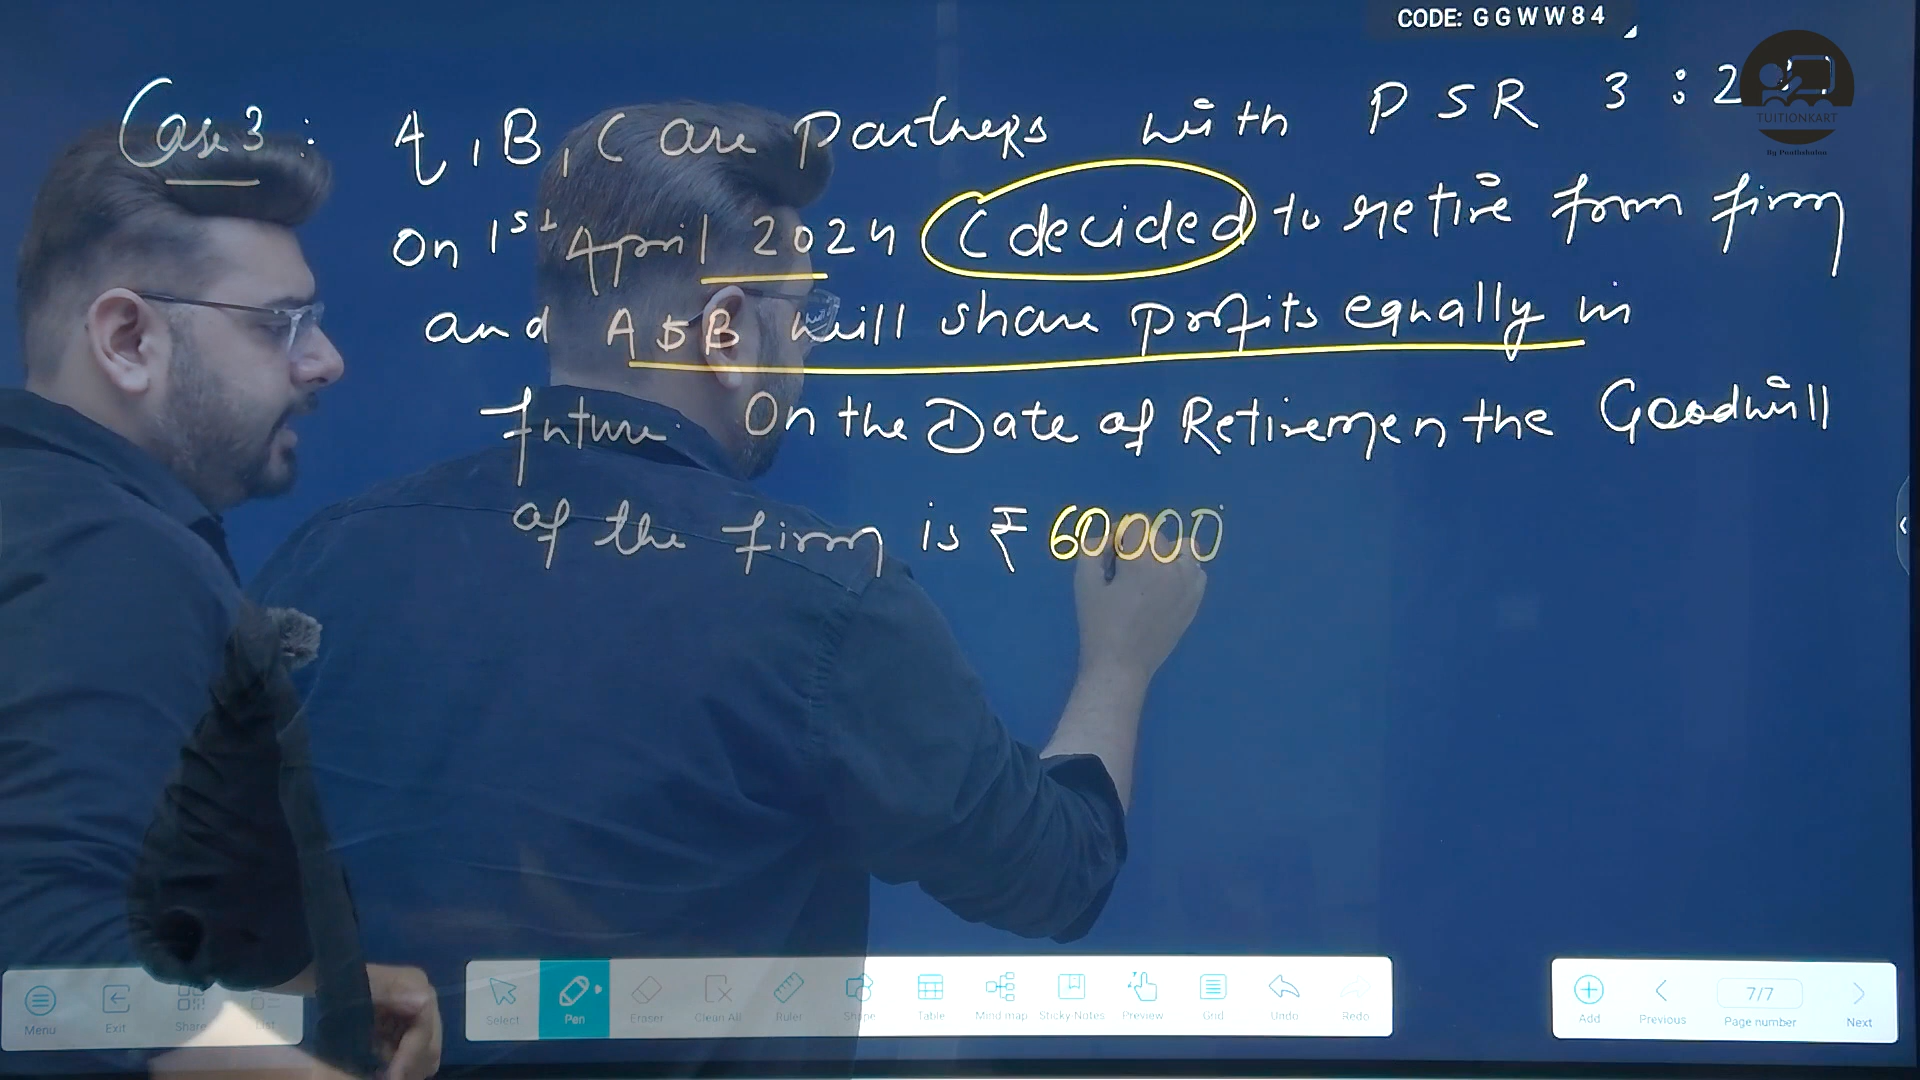 CODE: GGWW84
Case 3: A, B, C are Partners with PSR 3:2
On 1st April 2024 C decided to retire from firm
and A & B will share profits equally in
future. On the Date of Retiremen the Goodwill
of the firm is ₹ 60000
TUITIONKART
Menu Exit Share List Select Pen Eraser Clean All Ruler Shape Table Mind map Sticky Notes Preview Grid Undo Redo Add Previous 7/7 Page number Next